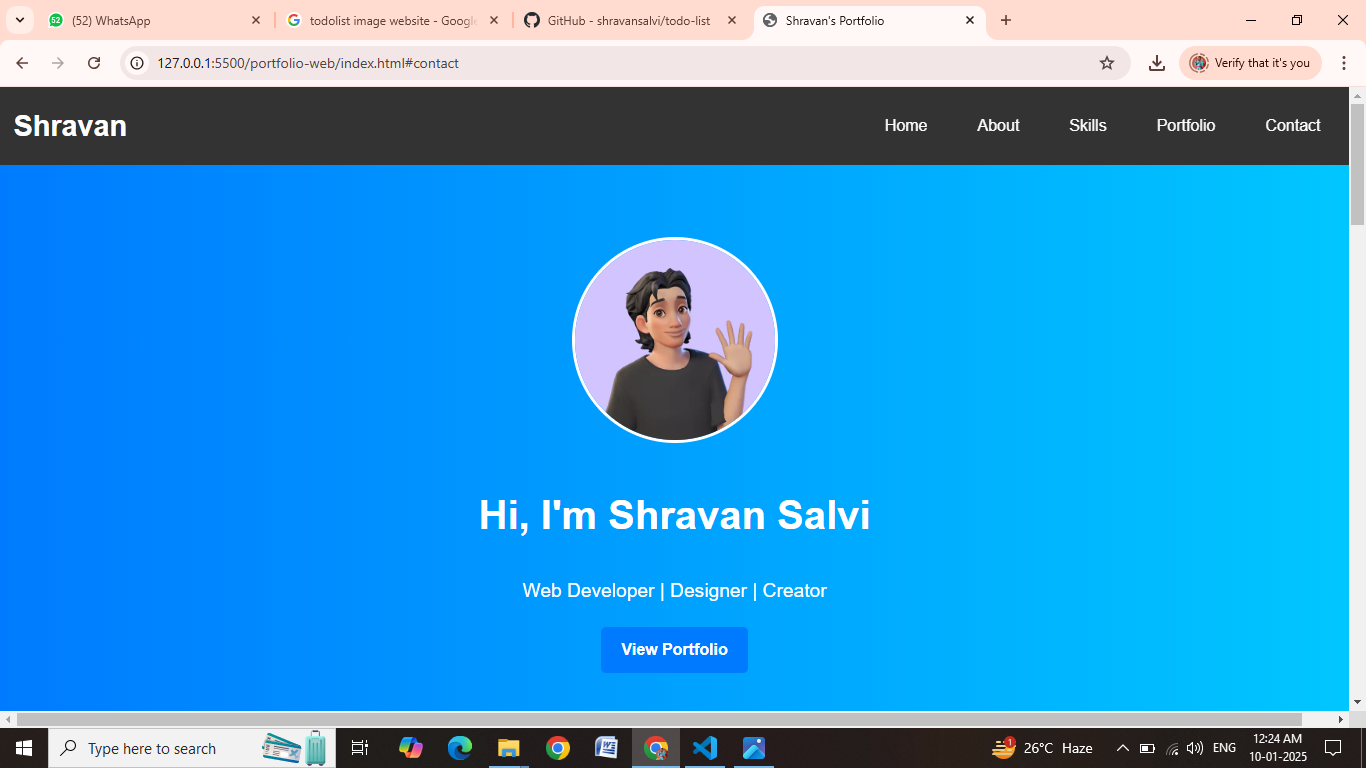 (52) WhatsApp
todolist image website - Google
GitHub - shravansalvi/todo-list
Shravan's Portfolio
127.0.0.1:5500/portfolio-web/index.html#contact
Verify that it's you
Shravan
Home
About
Skills
Portfolio
Contact
Hi, I'm Shravan Salvi
Web Developer | Designer | Creator
View Portfolio
Type here to search
1
26°C Haze
ENG
12:24 AM
10-01-2025